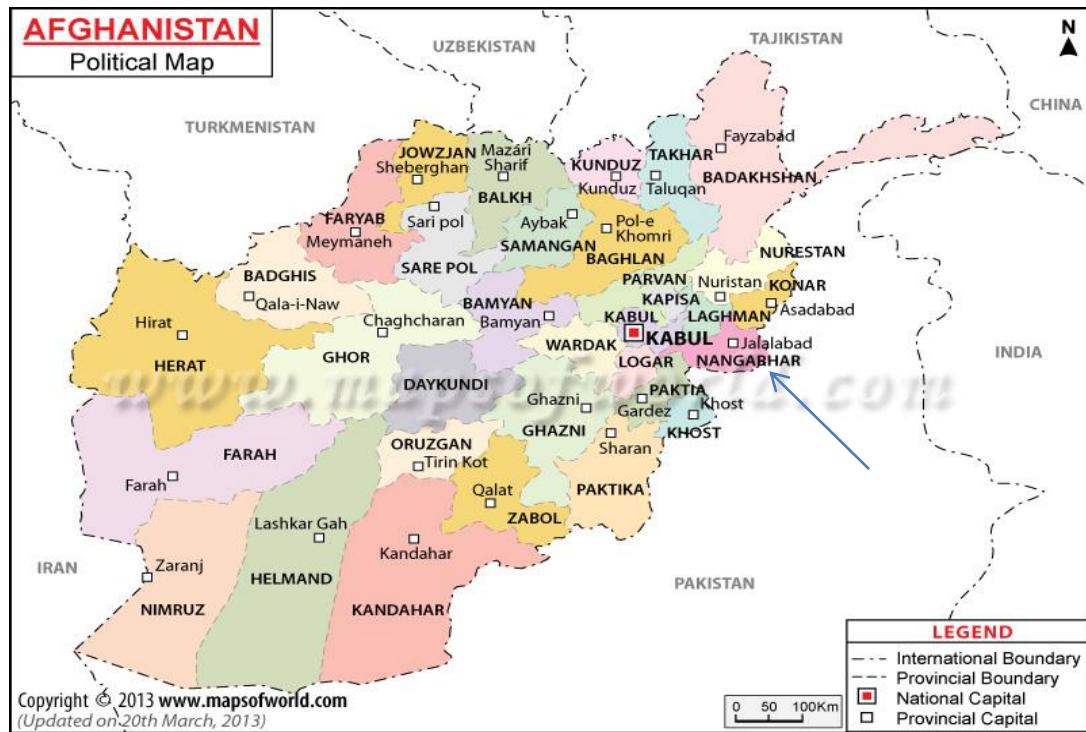 AFGHANISTAN
Political Map
UZBEKISTAN
TAJIKISTAN
N
CHINA
TURKMENISTAN
JOWZJAN
Sheberghan
Mazári
Sharif
BALKH
KUNDUZ
Kunduz
TAKHAR
Taluqan
Fayzabad
BADAKHSHAN
FARYAB
Meymaneh
Sari pol
SARE POL
Aybak
SAMANGAN
Pol-e
Khomri
BAGHLAN
NURESTAN
Nuristan
KONAR
Asadabad
BADGHIS
Qala-i-Naw
BAMYAN
Bamyan
PARVAN
KAPISA
LAGHMAN
KABUL
KABUL
Hirat
HERAT
Chaghcharan
GHOR
WARDAK
LOGAR
Jalalabad
NANGARHAR
INDIA
DAYKUNDI
www.mapsofworld.com
Ghazni
GHAZNI
PAKTIA
Gardez
Khost
KHOST
FARAH
Farah
ORUZGAN
Tirin Kot
Sharan
PAKTIKA
Qalat
ZABOL
Lashkar Gah
HELMAND
Kandahar
KANDAHAR
IRAN
Zaranj
NIMRUZ
PAKISTAN
LEGEND
International Boundary
Provincial Boundary
National Capital
Provincial Capital
0 50 100Km
Copyright © 2013 www.mapsofworld.com
(Updated on 20th March, 2013)